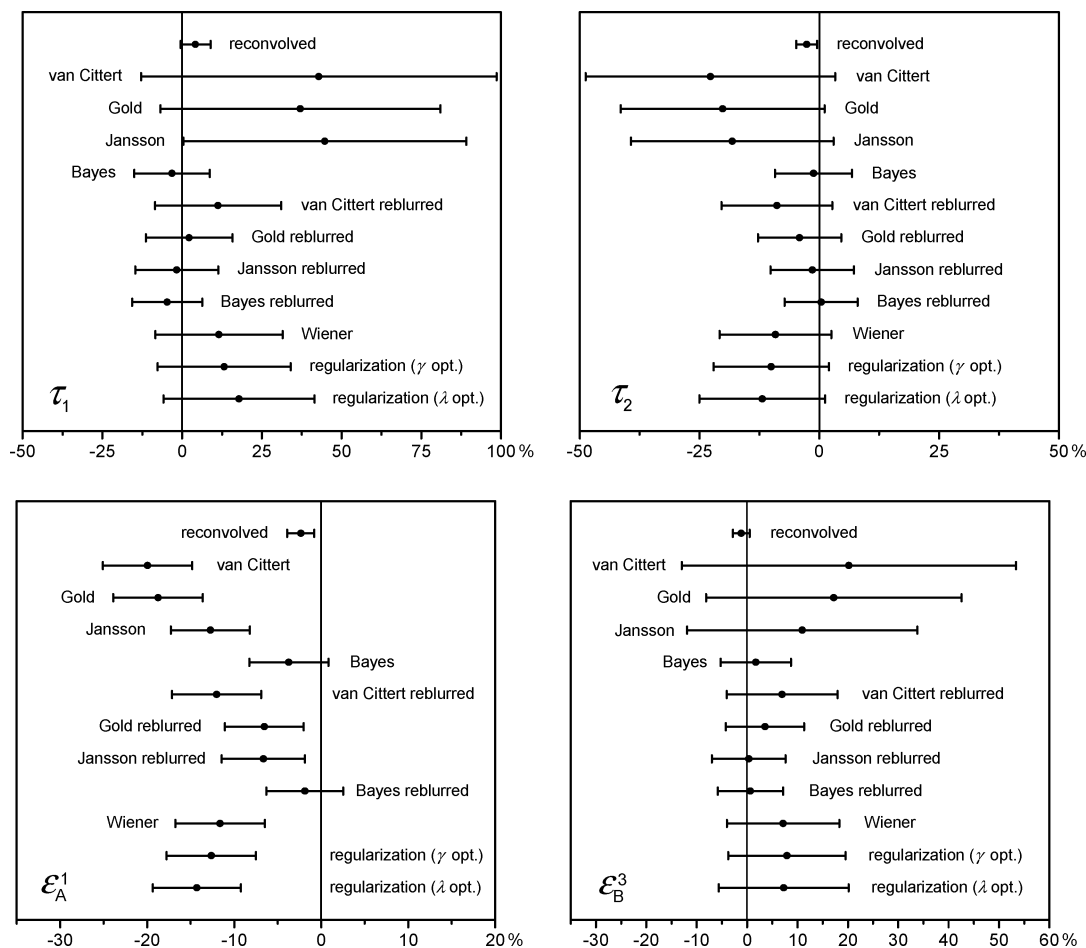 reconvolved
van Cittert
Gold
Jansson
Bayes
van Cittert reblurred
Gold reblurred
Jansson reblurred
Bayes reblurred
Wiener
regularization (γ opt.)
regularization (λ opt.)
τ1
-50 -25 0 25 50 75 100 %
reconvolved
van Cittert
Gold
Jansson
Bayes
van Cittert reblurred
Gold reblurred
Jansson reblurred
Bayes reblurred
Wiener
regularization (γ opt.)
regularization (λ opt.)
τ2
-50 -25 0 25 50 %
reconvolved
van Cittert
Gold
Jansson
Bayes
van Cittert reblurred
Gold reblurred
Jansson reblurred
Bayes reblurred
Wiener
regularization (γ opt.)
regularization (λ opt.)
ε1A
-30 -20 -10 0 10 20 %
reconvolved
van Cittert
Gold
Jansson
Bayes
van Cittert reblurred
Gold reblurred
Jansson reblurred
Bayes reblurred
Wiener
regularization (γ opt.)
regularization (λ opt.)
ε3B
-30 -20 -10 0 10 20 30 40 50 60 %